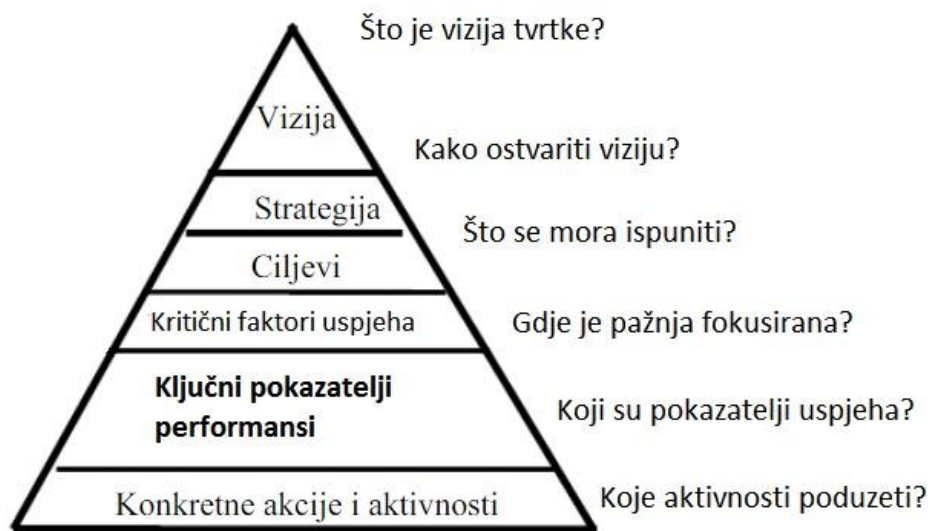 Što je vizija tvrtke?
Vizija
Kako ostvariti viziju?
Strategija
Što se mora ispuniti?
Ciljevi
Kritični faktori uspjeha
Gdje je pažnja fokusirana?
Ključni pokazatelji
performansi
Koji su pokazatelji uspjeha?
Konkretne akcije i aktivnosti
Koje aktivnosti poduzeti?